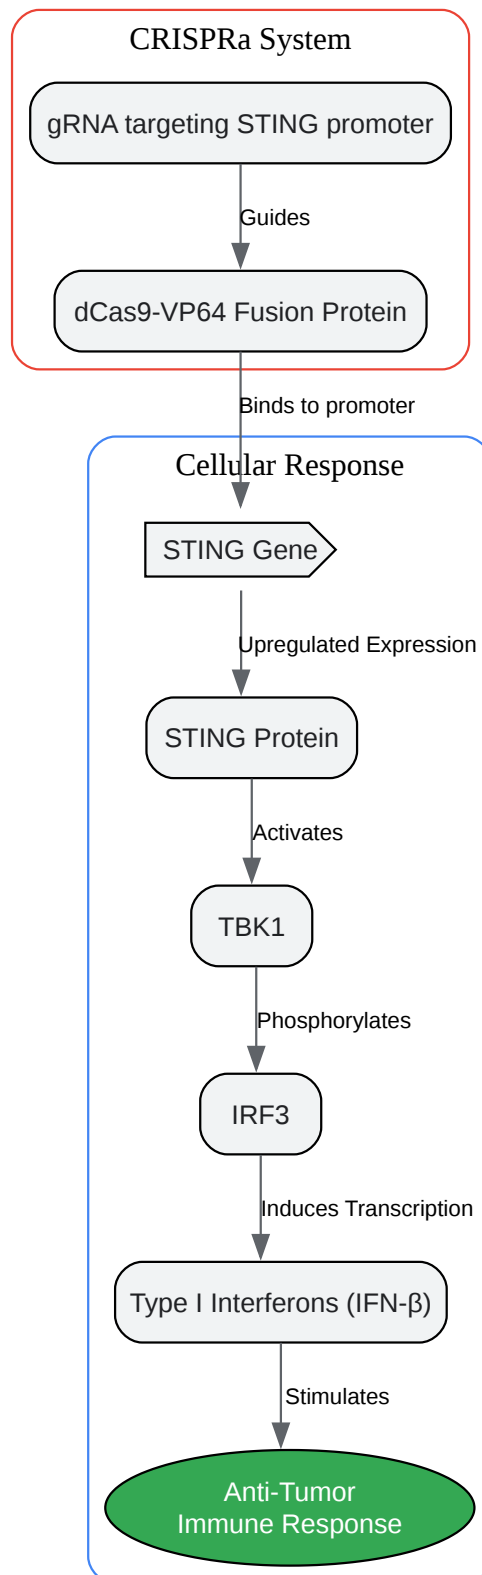 CRISPRa System
gRNA targeting STING promoter
Guides
dCas9-VP64 Fusion Protein
Binds to promoter
Cellular Response
STING Gene
Upregulated Expression
STING Protein
Activates
TBK1
Phosphorylates
IRF3
Induces Transcription
Type I Interferons (IFN-β)
Stimulates
Anti-Tumor
Immune Response